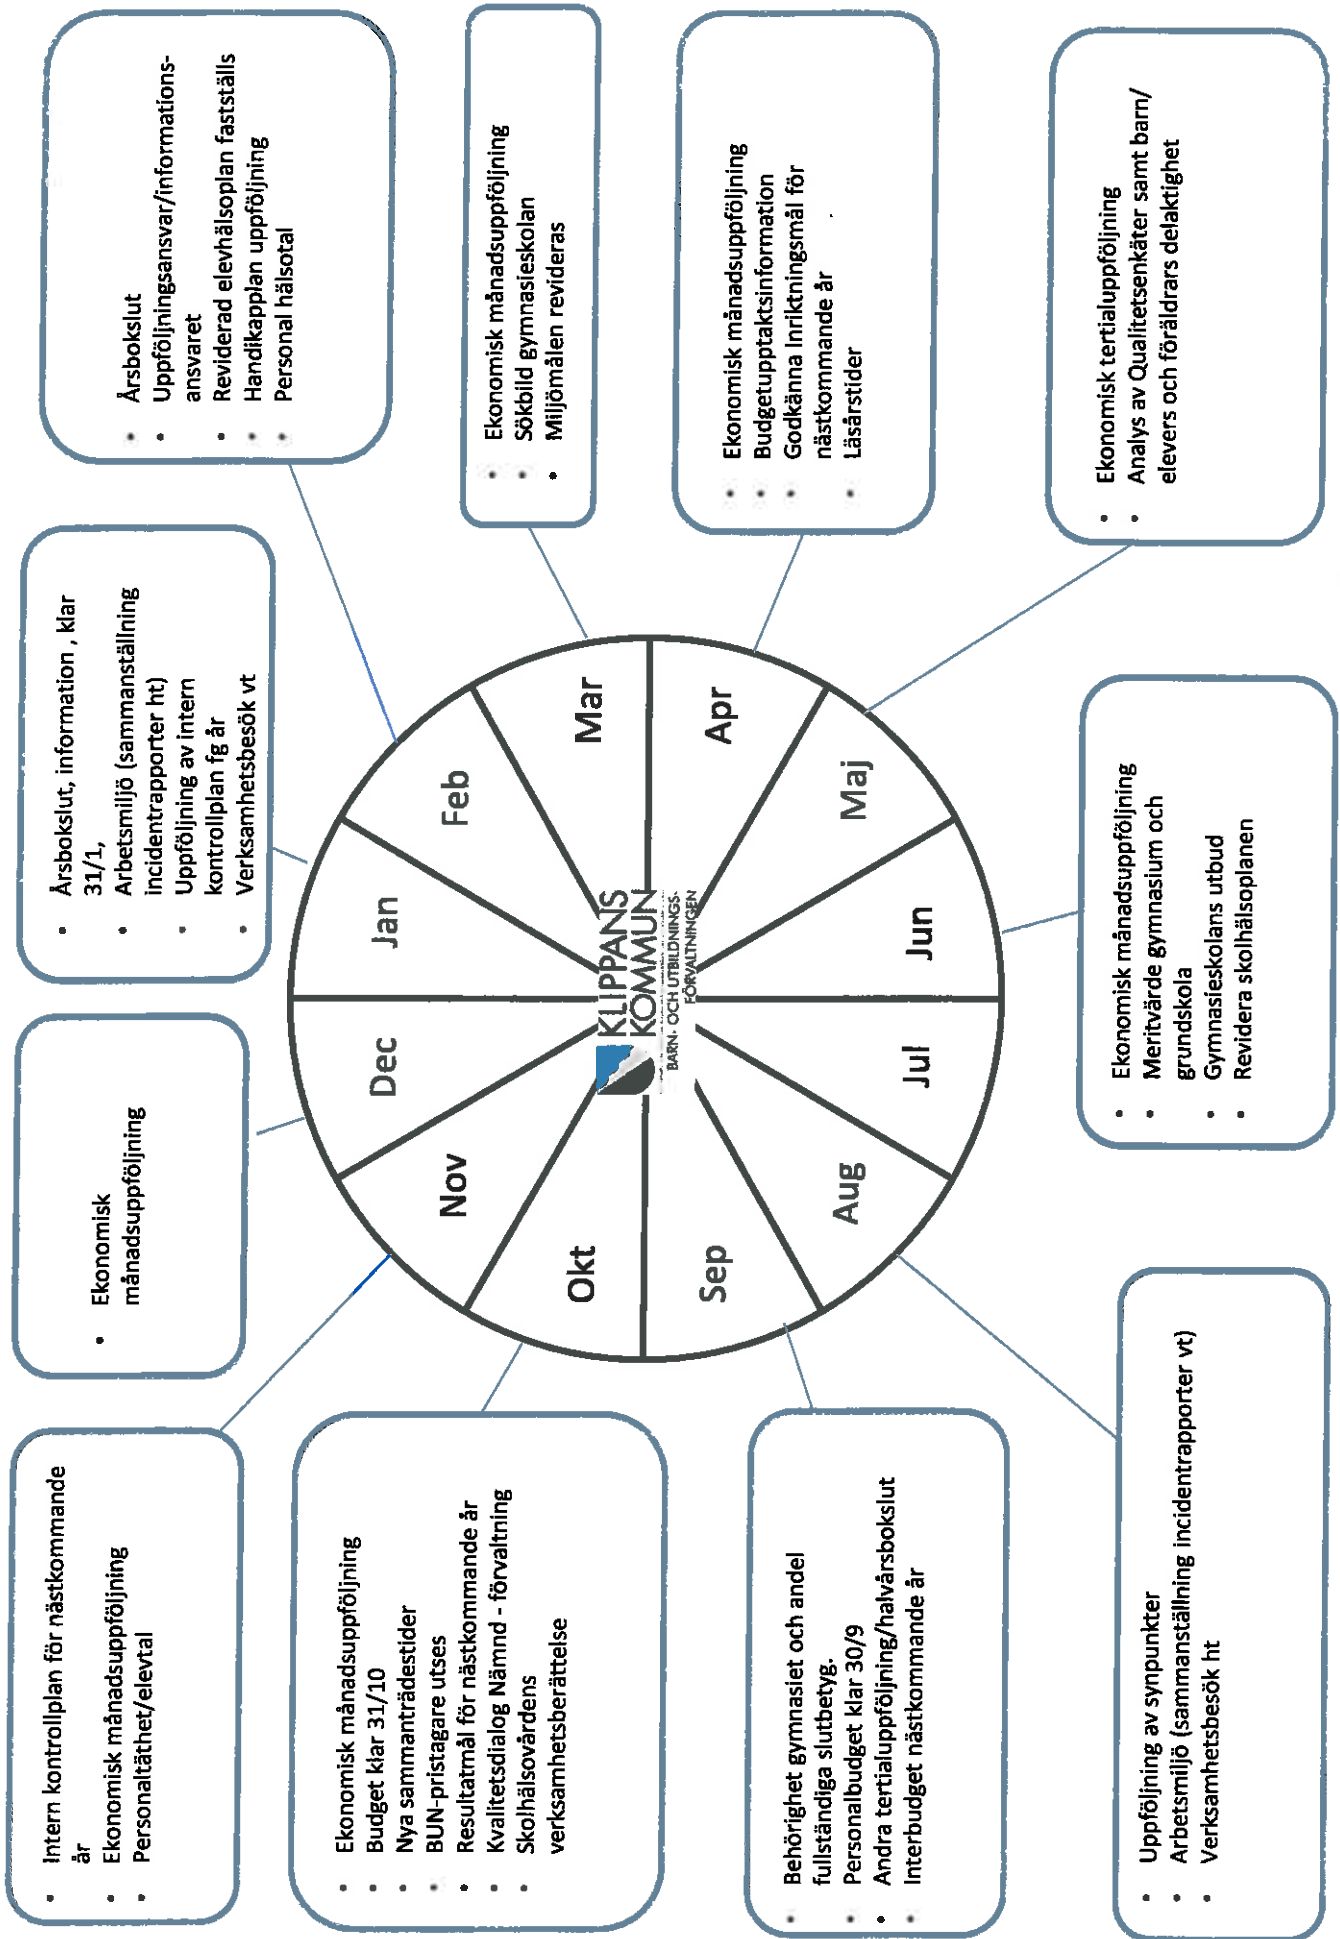 Årsbokslut, information , klar
31/1,
Arbetsmiljö (sammanställning
incidentrapporter ht)
Uppföljning av intern
kontrollplan fg år
Verksamhetsbesök vt
Årsbokslut
Uppföljningsansvar/informations-
ansvaret
Reviderad elevhälsoplan fastställs
Handikapplan uppföljning
Personal hälsotal
Ekonomisk månadsuppföljning
Sökbild gymnasieskolan
Miljömålen revideras
Ekonomisk månadsuppföljning
Budgetupptaktsinformation
Godkänna Inriktningsmål för
nästkommande år
Läsårstider
Ekonomisk tertialuppföljning
Analys av Qualitetsenkäter samt barn/
elevers och föräldrars delaktighet
Ekonomisk månadsuppföljning
Meritvärde gymnasium och
grundskola
Gymnasieskolans utbud
Revidera skolhälsoplanen
Uppföljning av synpunkter
Arbetsmiljö (sammanställning incidentrapporter vt)
Verksamhetsbesök ht
Behörighet gymnasiet och andel
fullständiga slutbetyg.
Personalbudget klar 30/9
Andra tertialuppföljning/halvårsbokslut
Interbudget nästkommande år
Ekonomisk månadsuppföljning
Budget klar 31/10
Nya sammanträdestider
BUN-pristagare utses
Resultatmål för nästkommande år
Kvalitetsdialog Nämnd - förvaltning
Skolhälsovårdens
verksamhetsberättelse
Intern kontrollplan för nästkommande
år
Ekonomisk månadsuppföljning
Personaltäthet/elevtal
Ekonomisk
månadsuppföljning
Jan
Feb
Mar
Apr
Maj
Jun
Jul
Aug
Sep
Okt
Nov
Dec
KLIPPANS
KOMMUN
BARN- OCH UTBILDNINGS-
FÖRVALTNINGEN